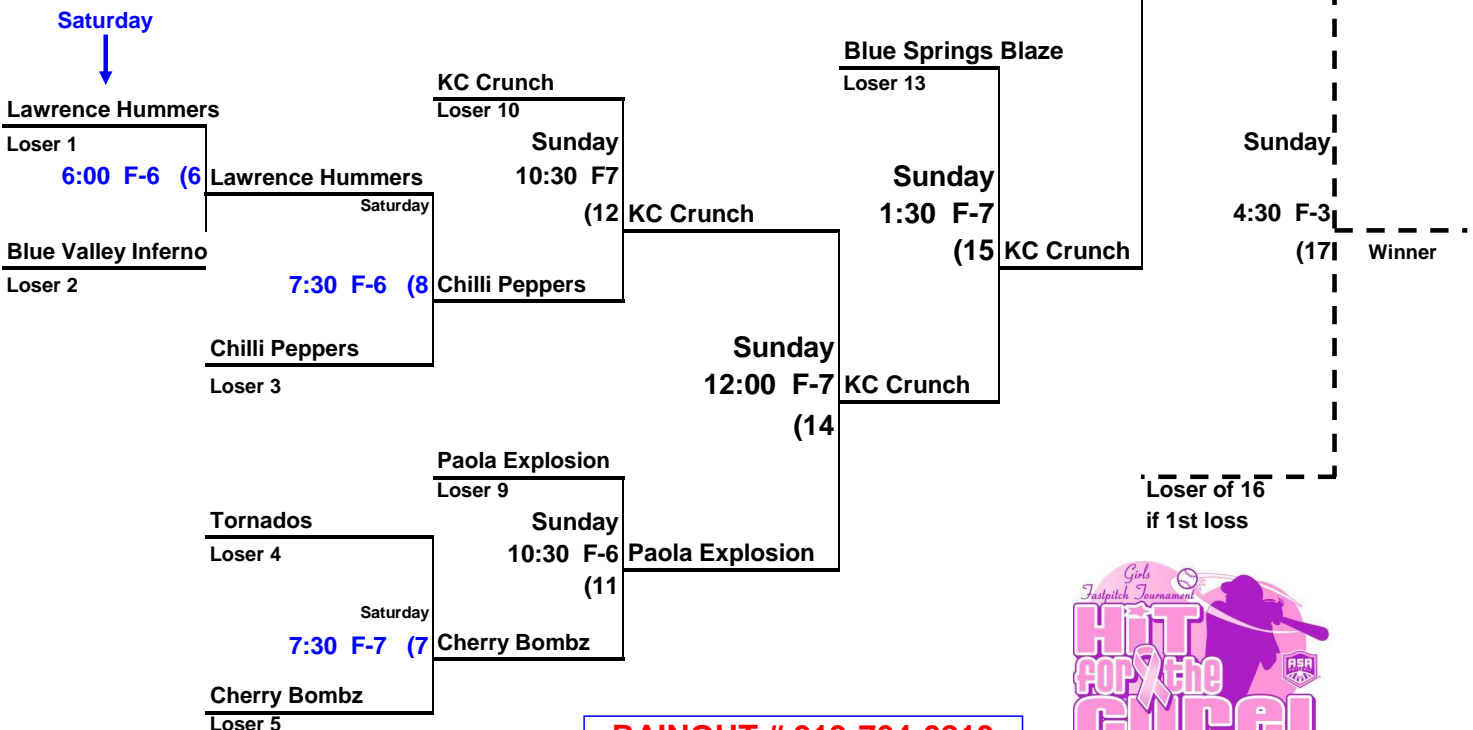 Saturday
Blue Springs Blaze
Loser 13
KC Crunch
Loser 10
Lawrence Hummers
Loser 1
Sunday
Sunday
6:00 F-6 (6
Lawrence Hummers
10:30 F7
Sunday
Saturday
(12
KC Crunch
1:30 F-7
4:30 F-3
Blue Valley Inferno
(15
KC Crunch
(17
Winner
Loser 2
7:30 F-6 (8
Chilli Peppers
Chilli Peppers
Sunday
Loser 3
12:00 F-7
KC Crunch
(14
Paola Explosion
Loser 9
Loser of 16
Tornados
Sunday
if 1st loss
Loser 4
10:30 F-6
Paola Explosion
(11
Girls
Fastpitch Tournament
Saturday
HiT
7:30 F-7 (7
Cherry Bombz
for the
ASA
Cherry Bombz
CURE!
Loser 5